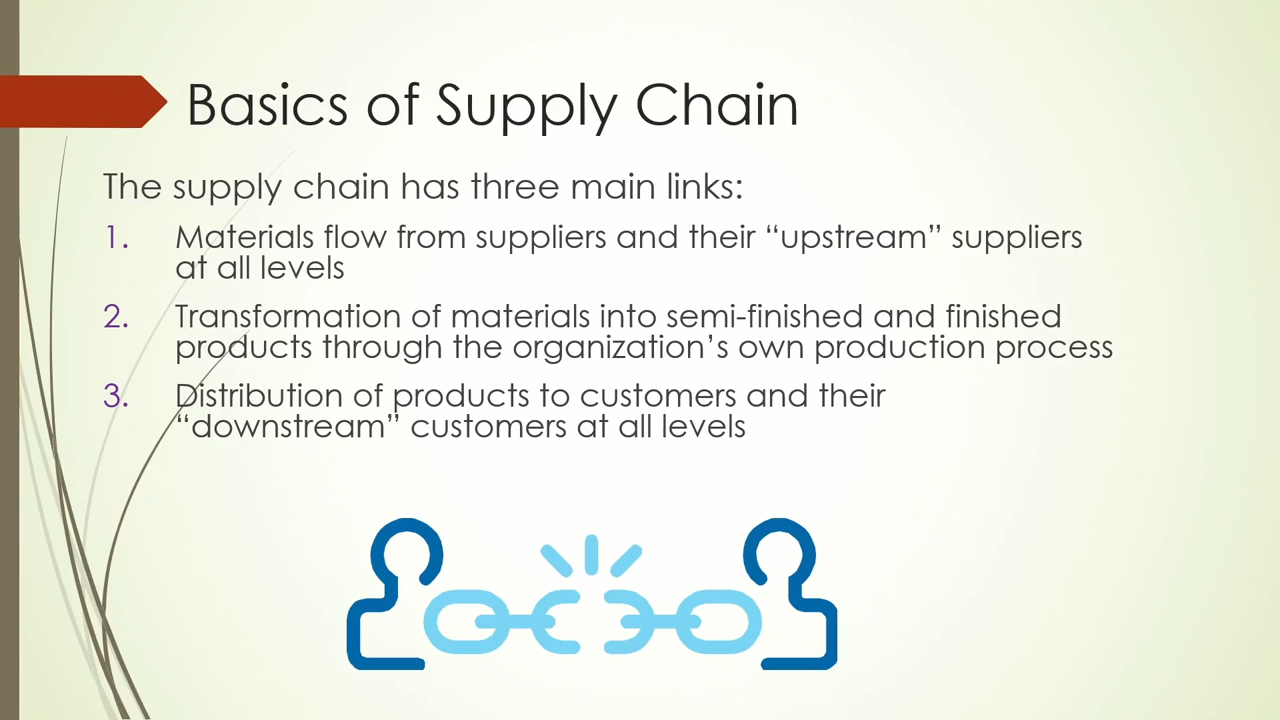 Basics of Supply Chain
The supply chain has three main links:
1. Materials flow from suppliers and their “upstream” suppliers
at all levels
2. Transformation of materials into semi-finished and finished
products through the organization’s own production process
3. Distribution of products to customers and their
“downstream” customers at all levels